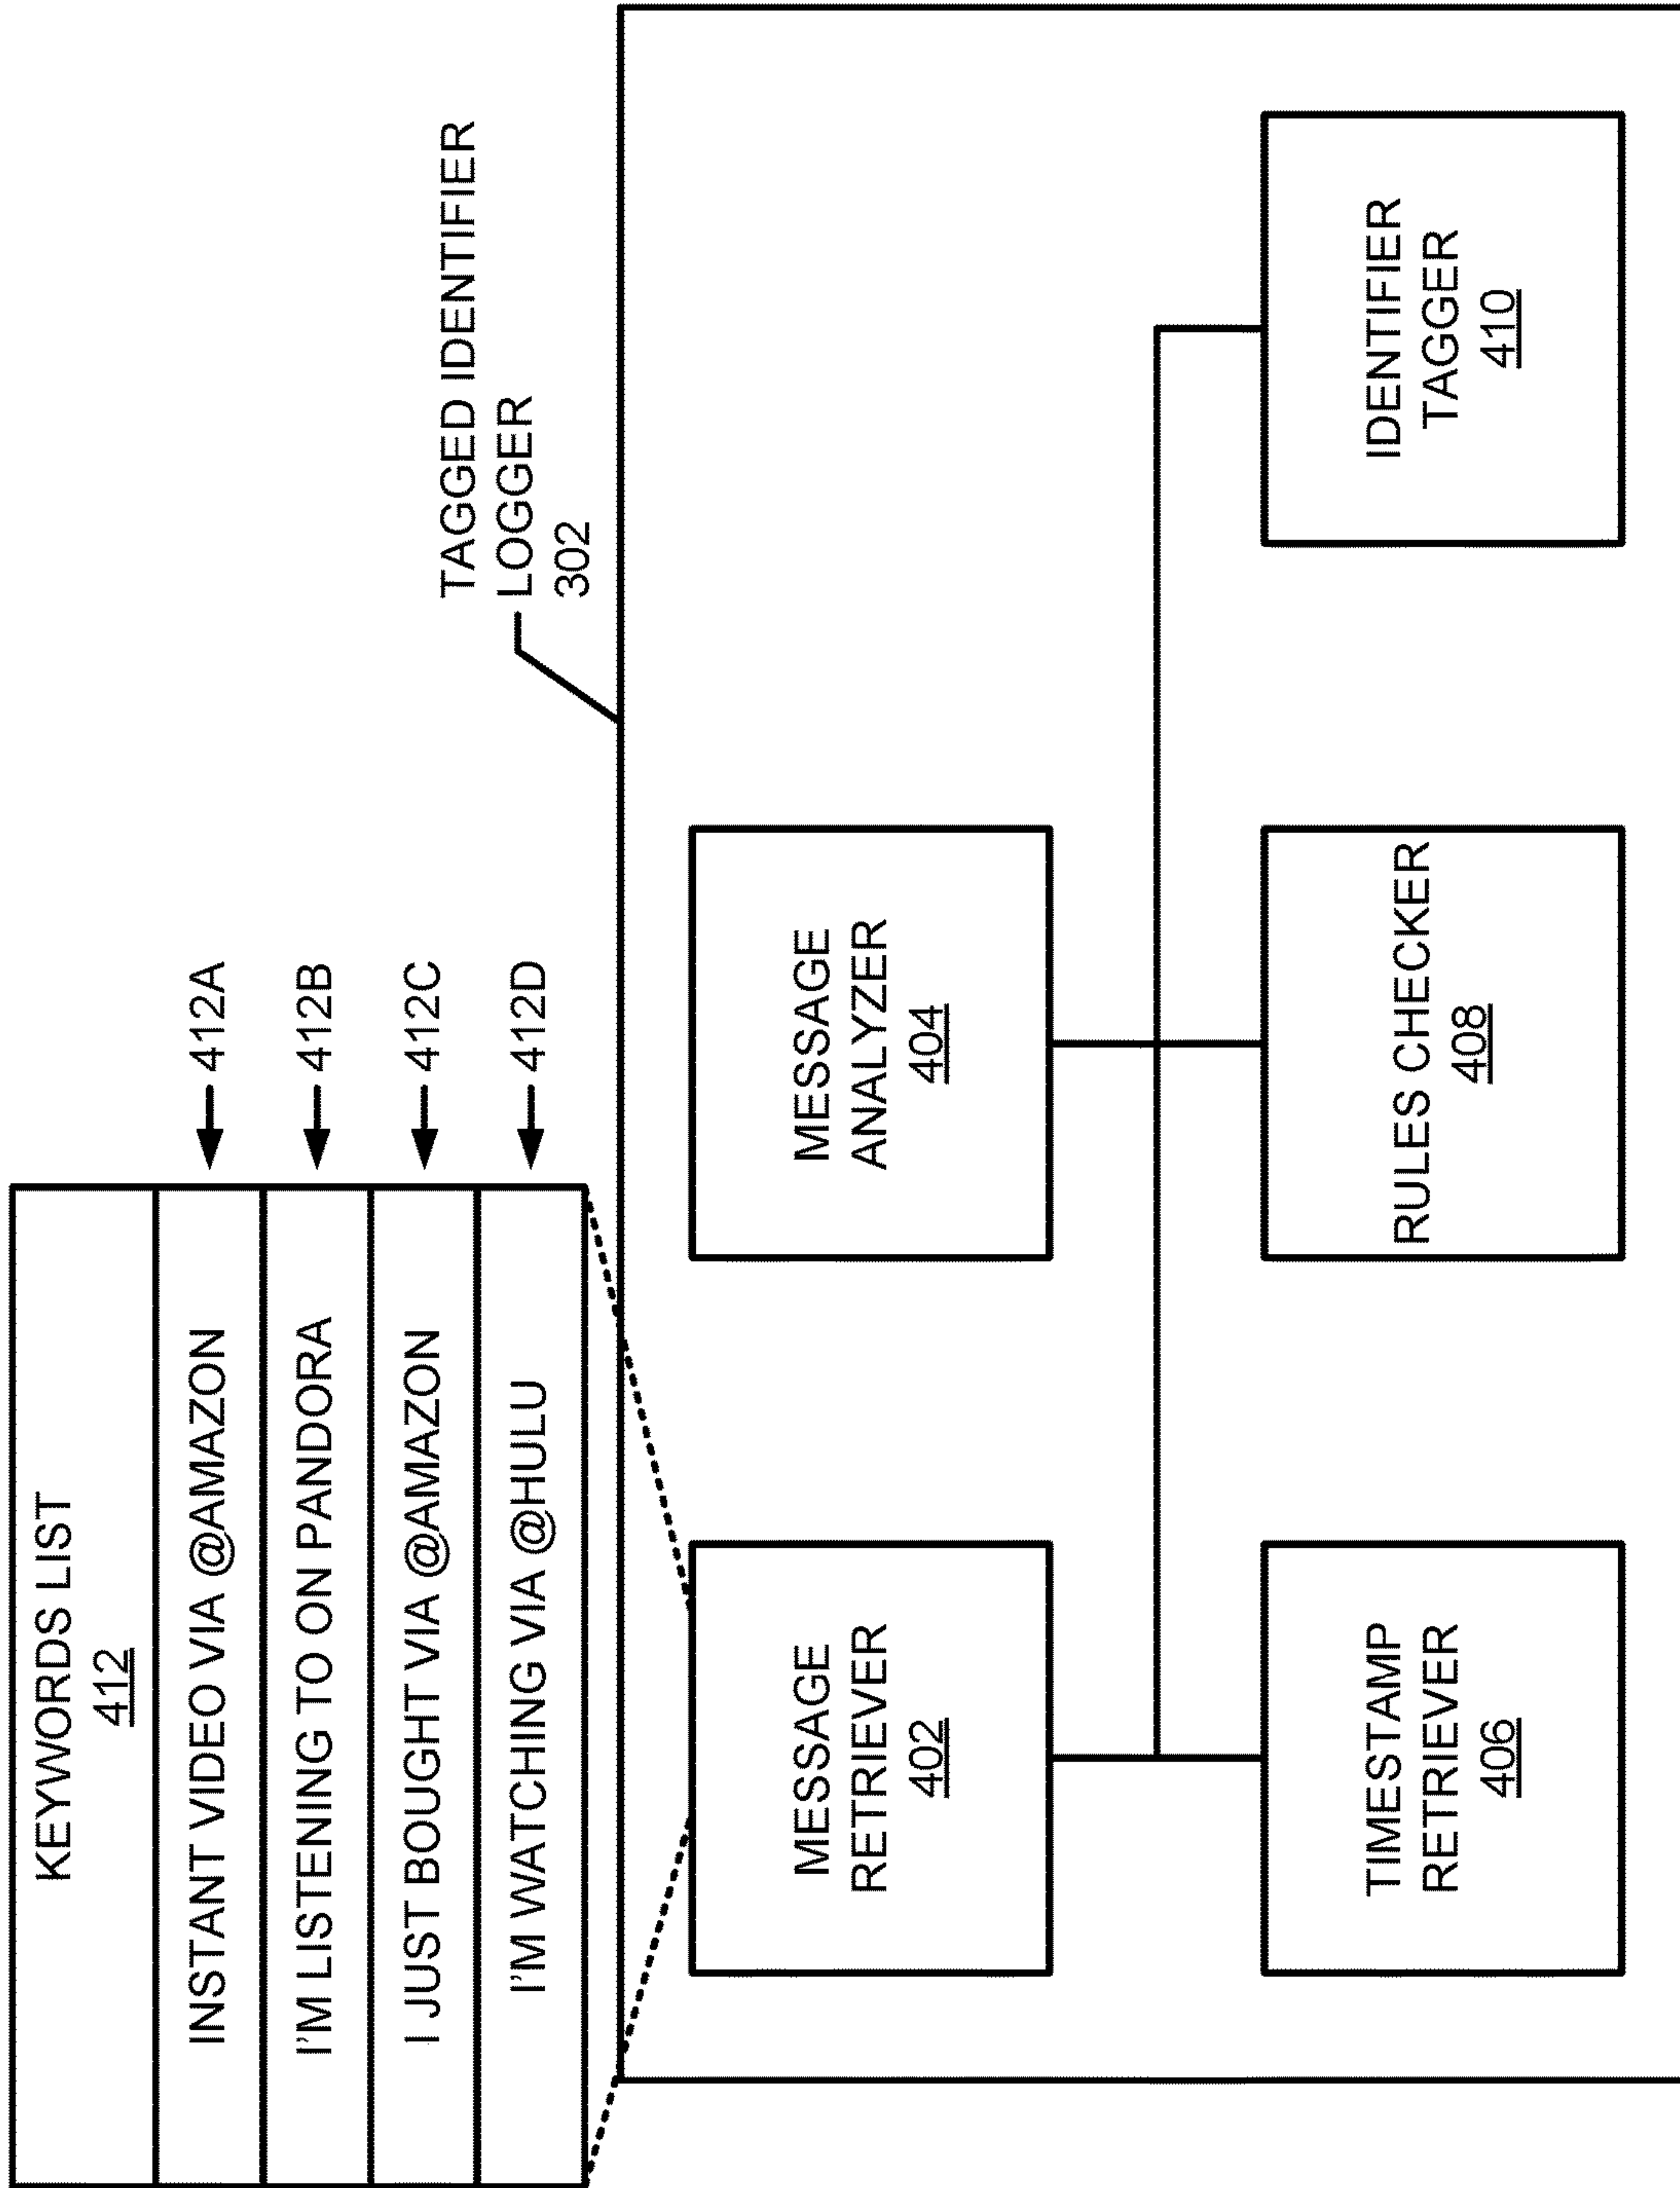 KEYWORDS LIST
412
INSTANT VIDEO VIA @AMAZON
412A
I'M LISTENING TO ON PANDORA
412B
I JUST BOUGHT VIA @AMAZON
412C
I'M WATCHING VIA @HULU
412D
TAGGED IDENTIFIER
LOGGER
302
MESSAGE
RETRIEVER
402
MESSAGE
ANALYZER
404
TIMESTAMP
RETRIEVER
406
RULES CHECKER
408
IDENTIFIER
TAGGER
410